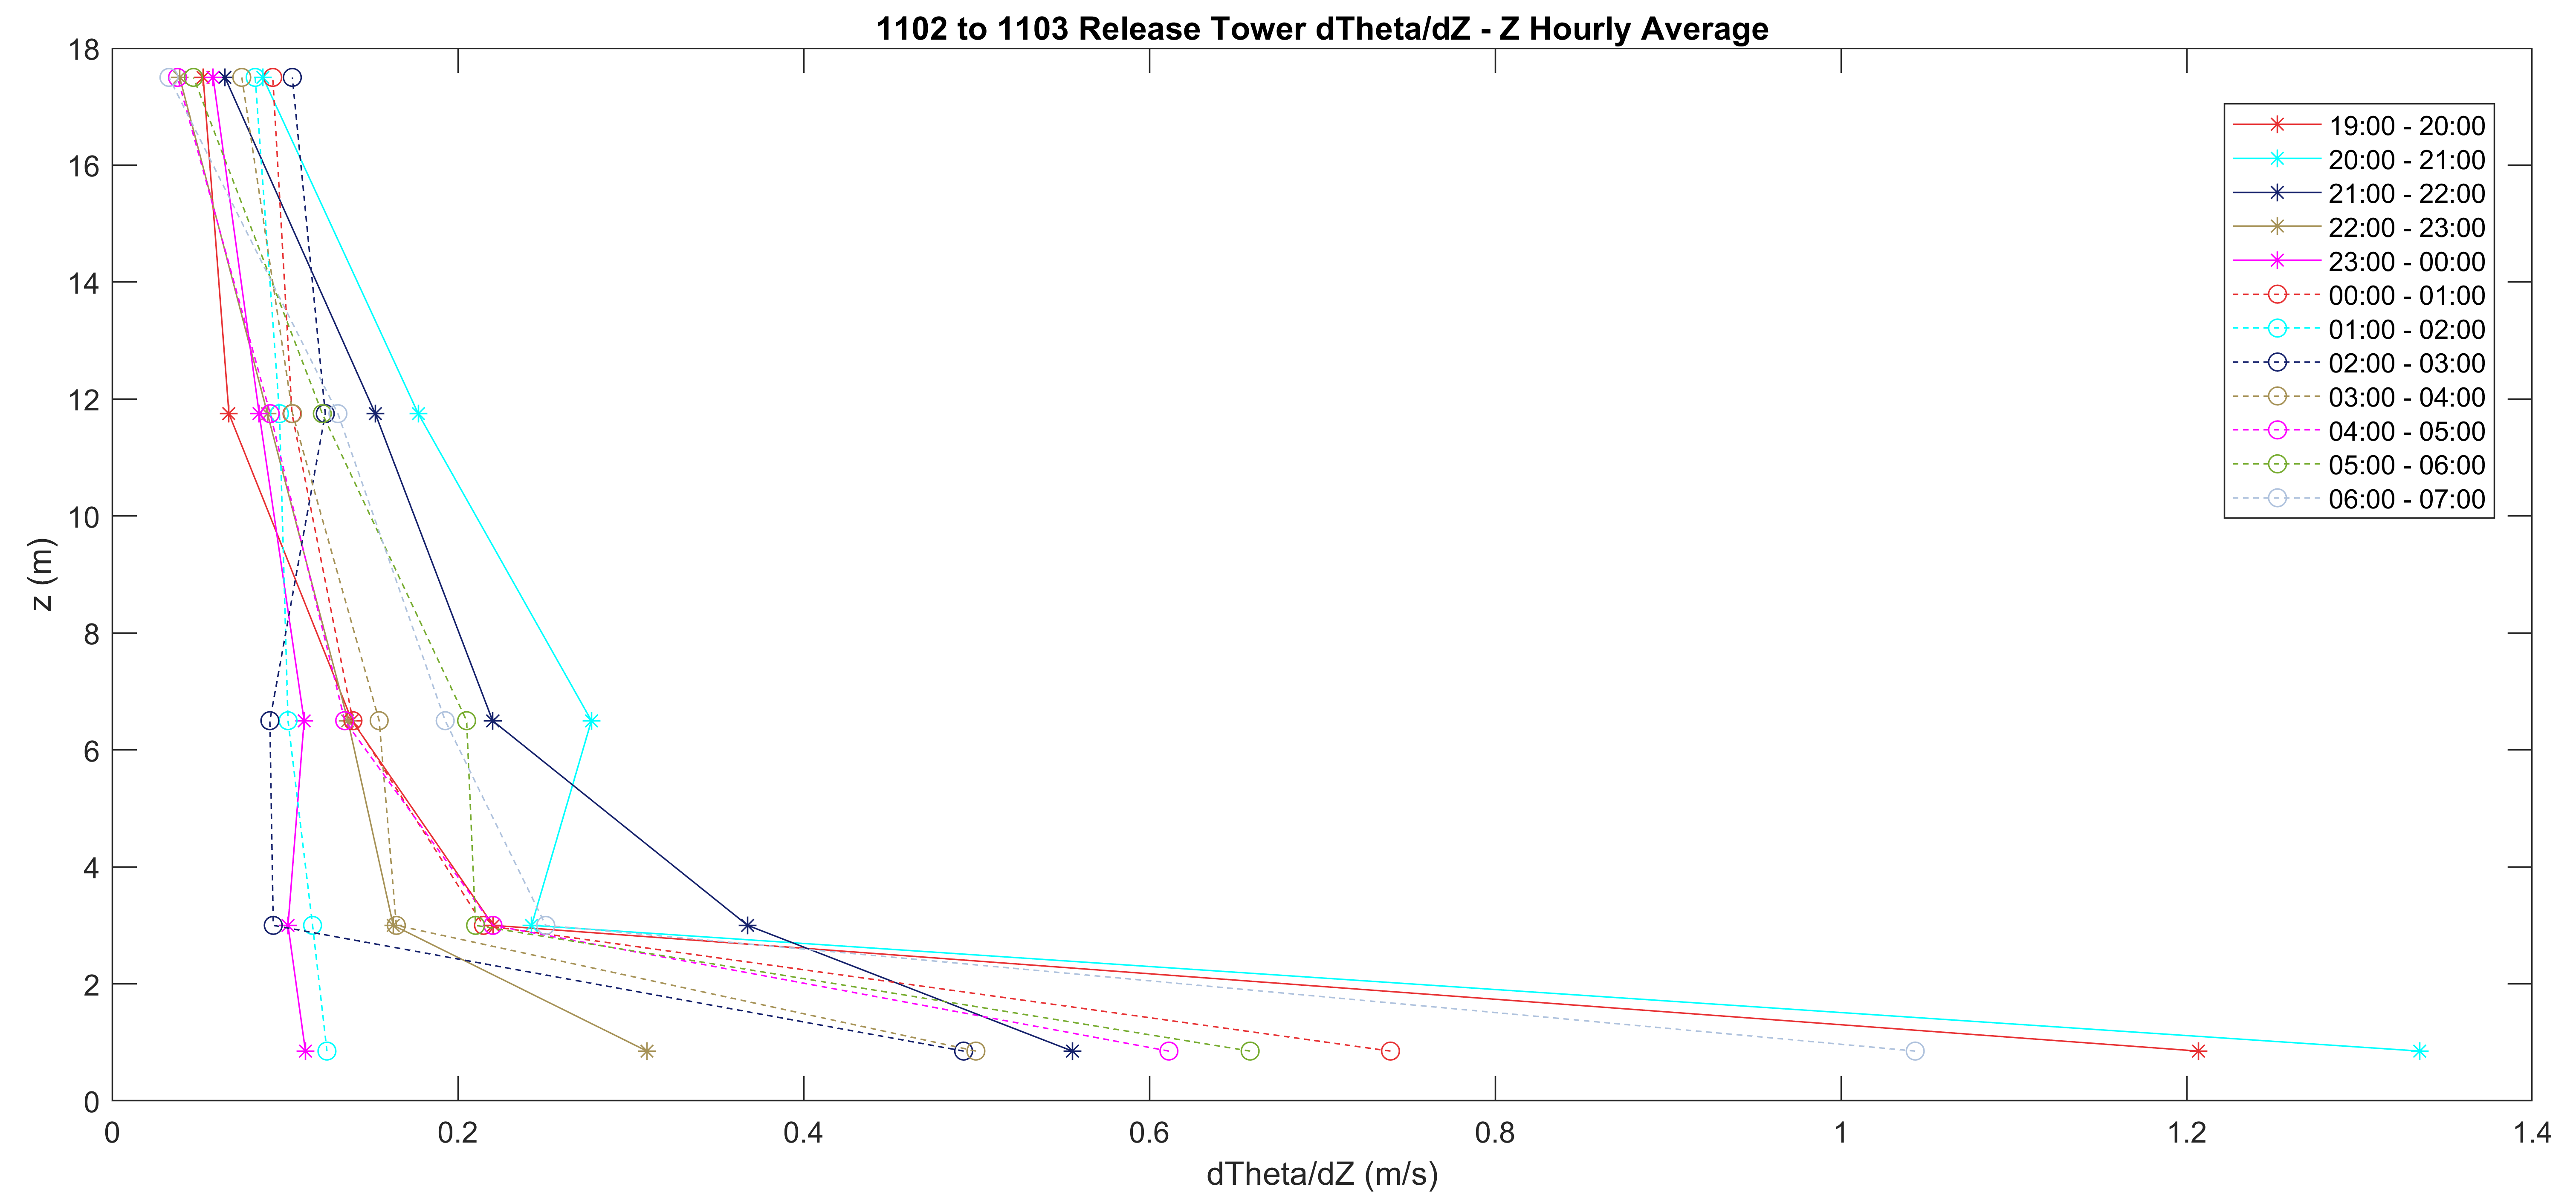 1102 to 1103 Release Tower dTheta/dZ - Z Hourly Average
18
16
14
12
10
8
6
4
2
0
z (m)
19:00 - 20:00
20:00 - 21:00
21:00 - 22:00
22:00 - 23:00
23:00 - 00:00
00:00 - 01:00
01:00 - 02:00
02:00 - 03:00
03:00 - 04:00
04:00 - 05:00
05:00 - 06:00
06:00 - 07:00
0 0.2 0.4 0.6 0.8 1 1.2 1.4
dTheta/dZ (m/s)